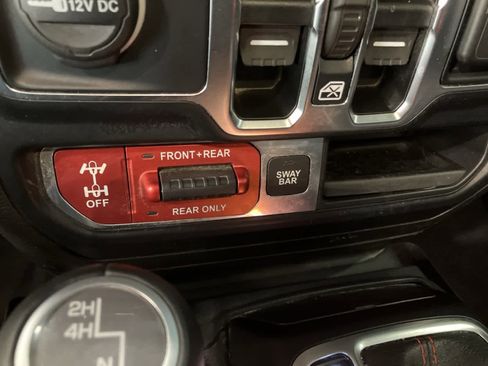 12V DC
FRONT+REAR
OFF
REAR ONLY
SWAY
BAR
2H
4H
N